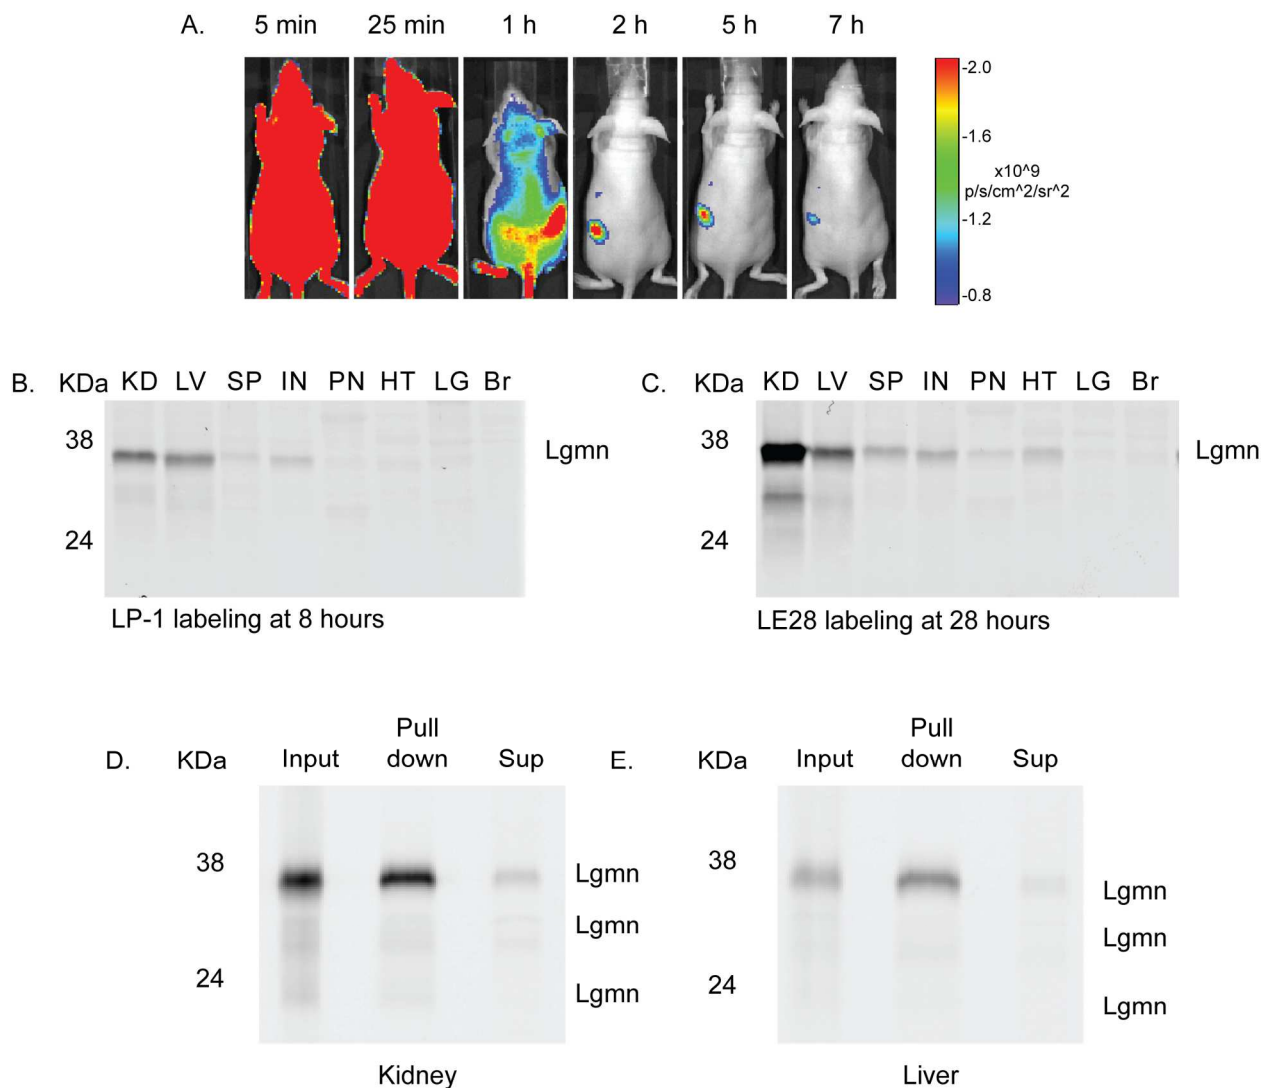 A. 5 min 25 min 1 h 2 h 5 h 7 h
-2.0
-1.6
x10^9
p/s/cm^2/sr^2
-1.2
-0.8
B. KDa KD LV SP IN PN HT LG Br
38
Lgmn
24
LP-1 labeling at 8 hours
C. KDa KD LV SP IN PN HT LG Br
38
Lgmn
24
LE28 labeling at 28 hours
D. KDa Input Pull down Sup
38
Lgmn
Lgmn
24
Lgmn
Kidney
E. KDa Input Pull down Sup
38
Lgmn
Lgmn
24
Lgmn
Liver